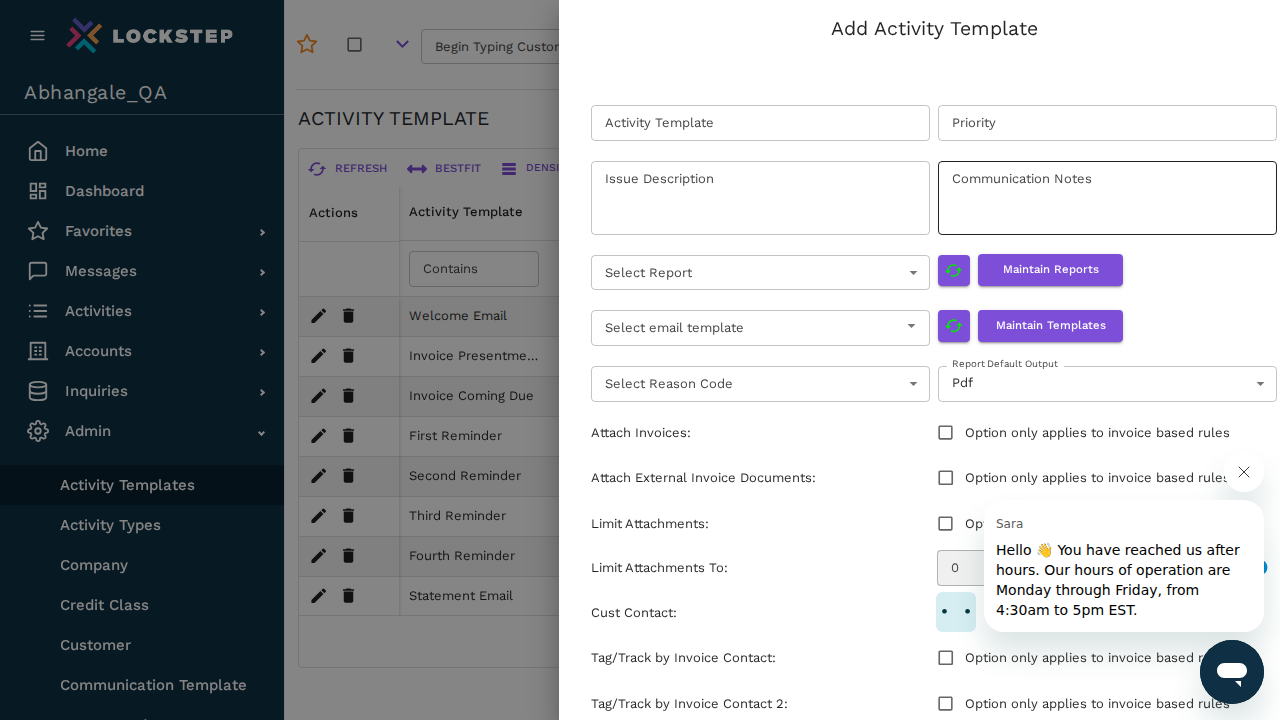 LOCKSTEP
Abhangale_QA
Home
Dashboard
Favorites
Messages
Activities
Accounts
Inquiries
Admin
Activity Templates
Activity Types
Company
Credit Class
Customer
Communication Template
Begin Typing Custor
ACTIVITY TEMPLATE
REFRESH
BESTFIT
DENSI
Actions
Activity Template
Contains
Welcome Email
Invoice Presentme...
Invoice Coming Due
First Reminder
Second Reminder
Third Reminder
Fourth Reminder
Statement Email
Add Activity Template
Activity Template
Priority
Issue Description
Communication Notes
Select Report
Maintain Reports
Select email template
Maintain Templates
Select Reason Code
Report Default Output
Pdf
Attach Invoices:
Option only applies to invoice based rules
Attach External Invoice Documents:
Option only applies to invoice based rules
Limit Attachments:
Limit Attachments To:
0
Cust Contact:
Tag/Track by Invoice Contact:
Option only applies to invoice based rules
Tag/Track by Invoice Contact 2:
Option only applies to invoice based rules
Sara
Hello 👋 You have reached us after
hours. Our hours of operation are
Monday through Friday, from
4:30am to 5pm EST.